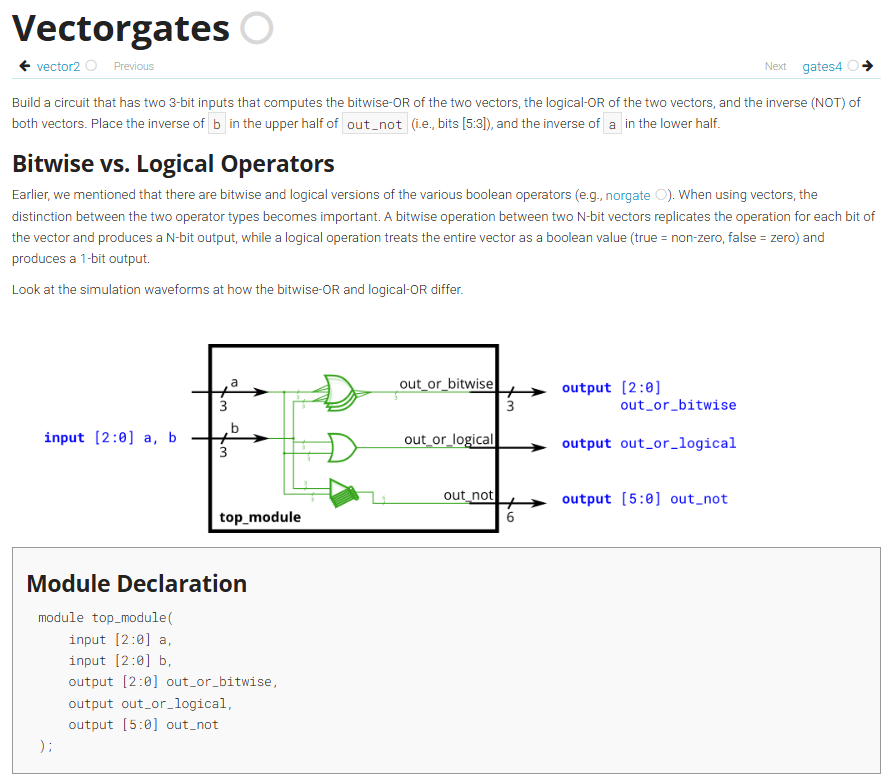 Vectorgates
vector2 Previous Next gates4
Build a circuit that has two 3-bit inputs that computes the bitwise-OR of the two vectors, the logical-OR of the two vectors, and the inverse (NOT) of
both vectors. Place the inverse of b in the upper half of out_not (i.e., bits [5:3]), and the inverse of a in the lower half.
Bitwise vs. Logical Operators
Earlier, we mentioned that there are bitwise and logical versions of the various boolean operators (e.g., norgate ). When using vectors, the
distinction between the two operator types becomes important. A bitwise operation between two N-bit vectors replicates the operation for each bit of
the vector and produces a N-bit output, while a logical operation treats the entire vector as a boolean value (true = non-zero, false = zero) and
produces a 1-bit output.
Look at the simulation waveforms at how the bitwise-OR and logical-OR differ.
a out_or_bitwise output [2:0]
3 3 out_or_bitwise
b
input [2:0] a, b out_or_logical output out_or_logical
3
out_not output [5:0] out_not
top_module 6
Module Declaration
module top_module(
input [2:0] a,
input [2:0] b,
output [2:0] out_or_bitwise,
output out_or_logical,
output [5:0] out_not
);